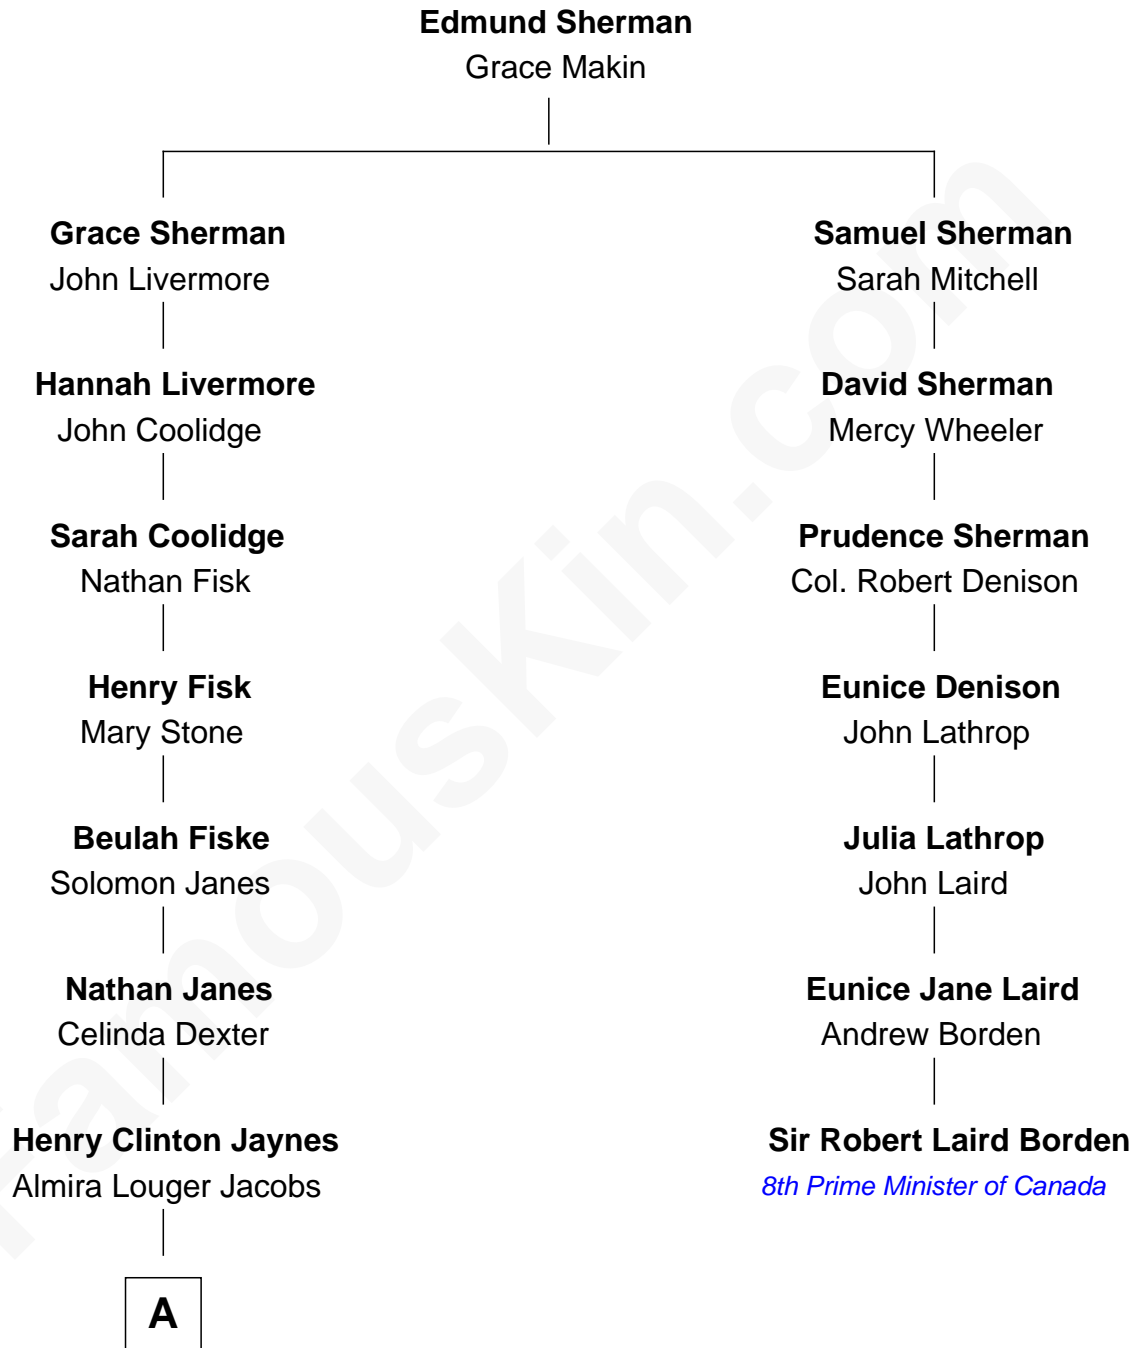 Edmund Sherman
Grace Makin
Grace Sherman
John Livermore
Samuel Sherman
Sarah Mitchell
Hannah Livermore
John Coolidge
David Sherman
Mercy Wheeler
Sarah Coolidge
Nathan Fisk
Prudence Sherman
Col. Robert Denison
Henry Fisk
Mary Stone
Eunice Denison
John Lathrop
Beulah Fiske
Solomon Janes
Julia Lathrop
John Laird
Nathan Janes
Celinda Dexter
Eunice Jane Laird
Andrew Borden
Henry Clinton Jaynes
Almira Louger Jacobs
Sir Robert Laird Borden
8th Prime Minister of Canada
A
FamousKin.com